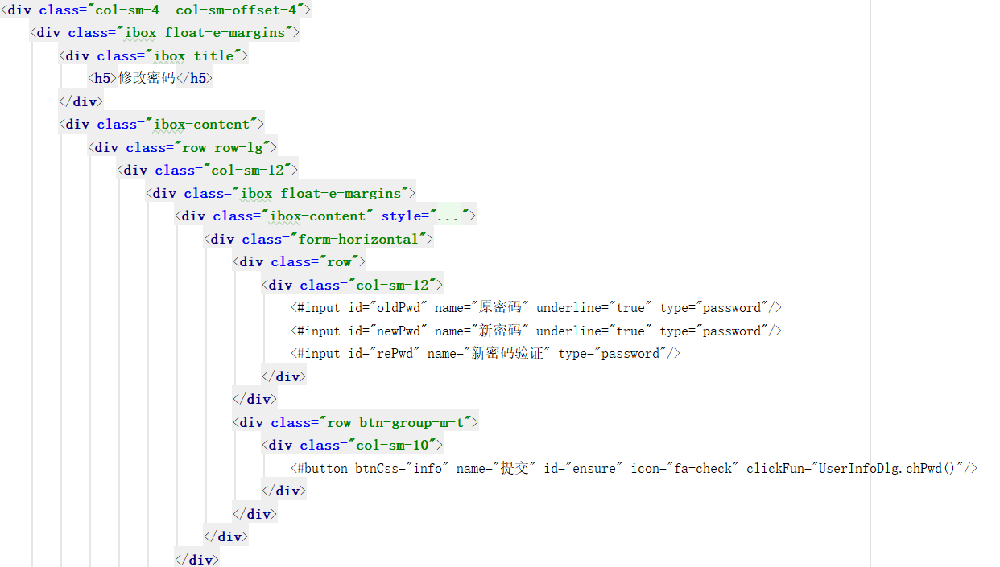 <div class="col-sm-4  col-sm-offset-4">
<div class="ibox float-e-margins">
<div class="ibox-title">
<h5>修改密码</h5>
</div>
<div class="ibox-content">
<div class="row row-lg">
<div class="col-sm-12">
<div class="ibox float-e-margins">
<div class="ibox-content" style="...">
<div class="form-horizontal">
<div class="row">
<div class="col-sm-12">
<#input id="oldPwd" name="原密码" underline="true" type="password"/>
<#input id="newPwd" name="新密码" underline="true" type="password"/>
<#input id="rePwd" name="新密码验证" type="password"/>
</div>
</div>
<div class="row btn-group-m-t">
<div class="col-sm-10">
<#button btnCss="info" name="提交" id="ensure" icon="fa-check" clickFun="UserInfoDlg.chPwd()"/>
</div>
</div>
</div>
</div>